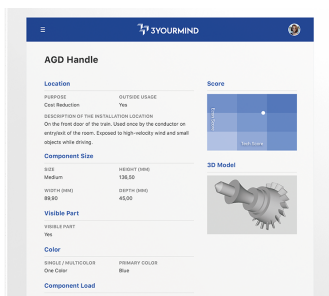 3YOURMIND
AGD Handle
Location
PURPOSE
Cost Reduction
OUTSIDE USAGE
Yes
DESCRIPTION OF THE INSTALLATION LOCATION
On the front door of the train. Used once by the conductor on
entry/exit of the room. Exposed to high-velocity wind and small
objects while driving.
Component Size
SIZE
Medium
HEIGHT (MM)
138,50
WIDTH (MM)
89,90
DEPTH (MM)
45,00
Visible Part
VISIBLE PART
Yes
Color
SINGLE / MULTICOLOR
One Color
PRIMARY COLOR
Blue
Component Load
Score
Tech Score
3D Model